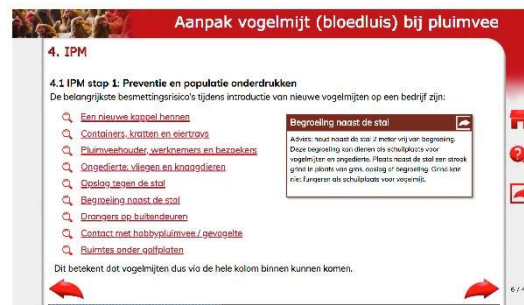 Aanpak vogelmijt (bloedluis) bij pluimvee
4. IPM
4.1 IPM stap 1: Preventie en populatie onderdrukken
De belangrijkste besmettingsrisico's tijdens introductie van nieuwe vogelmijten op een bedrijf zijn:
Een nieuwe koppel hennen
Containers, kratten en eiertrays
Pluimveehouder, werknemers en bezoekers
Ongedierte: vliegen en knaagdieren
Opslag tegen de stal
Begroeiing naast de stal
Drangers op buitendeuren
Contact met hobbypluimvee / gevogelte
Ruimtes onder golfplaten
Begroeiing naast de stal
Advies: houd naast de stal 2 meter vrij van begroeiing.
Deze begroeiing kan dienen als schuilplaats voor
vogelmijten en ongedierte. Plaats naast de stal een strook
grind in plaats van gras, opslag of begroeiing. Grind kan
niet fungeren als schuilplaats voor vogelmijt.
Dit betekent dat vogelmijten dus via de hele kolom binnen kunnen komen.